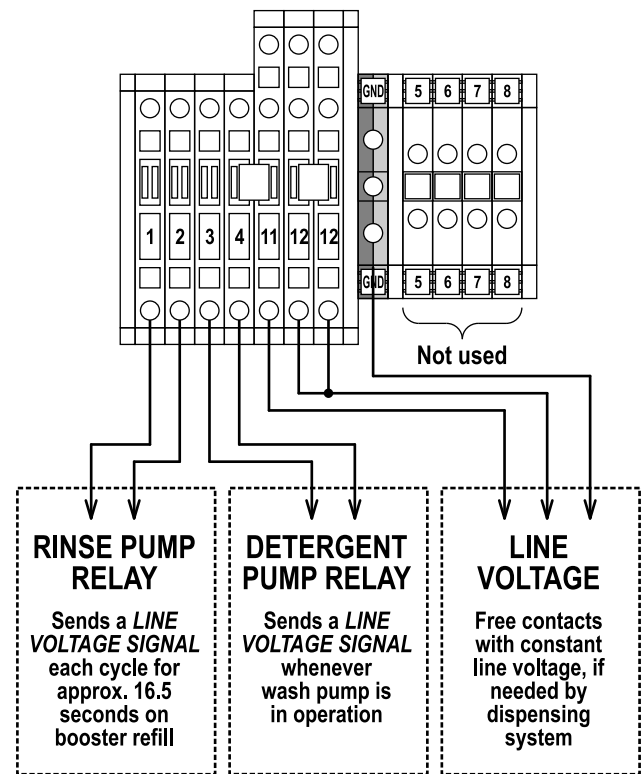 GND 5 6 7 8
1 2 3 4 11 12 12
GND 5 6 7 8
Not used
RINSE PUMP
RELAY
Sends a LINE
VOLTAGE SIGNAL
each cycle for
approx. 16.5
seconds on
booster refill
DETERGENT
PUMP RELAY
Sends a LINE
VOLTAGE SIGNAL
whenever
wash pump is
in operation
LINE
VOLTAGE
Free contacts
with constant
line voltage, if
needed by
dispensing
system